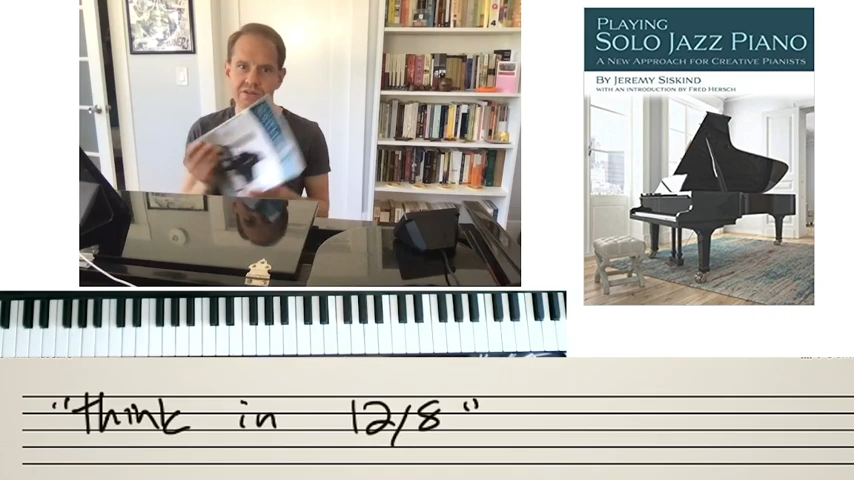 PLAYING
SOLO JAZZ PIANO
A NEW APPROACH FOR CREATIVE PIANISTS
BY JEREMY SISKIND
WITH AN INTRODUCTION BY FRED HERSCH
"think in 12/8"